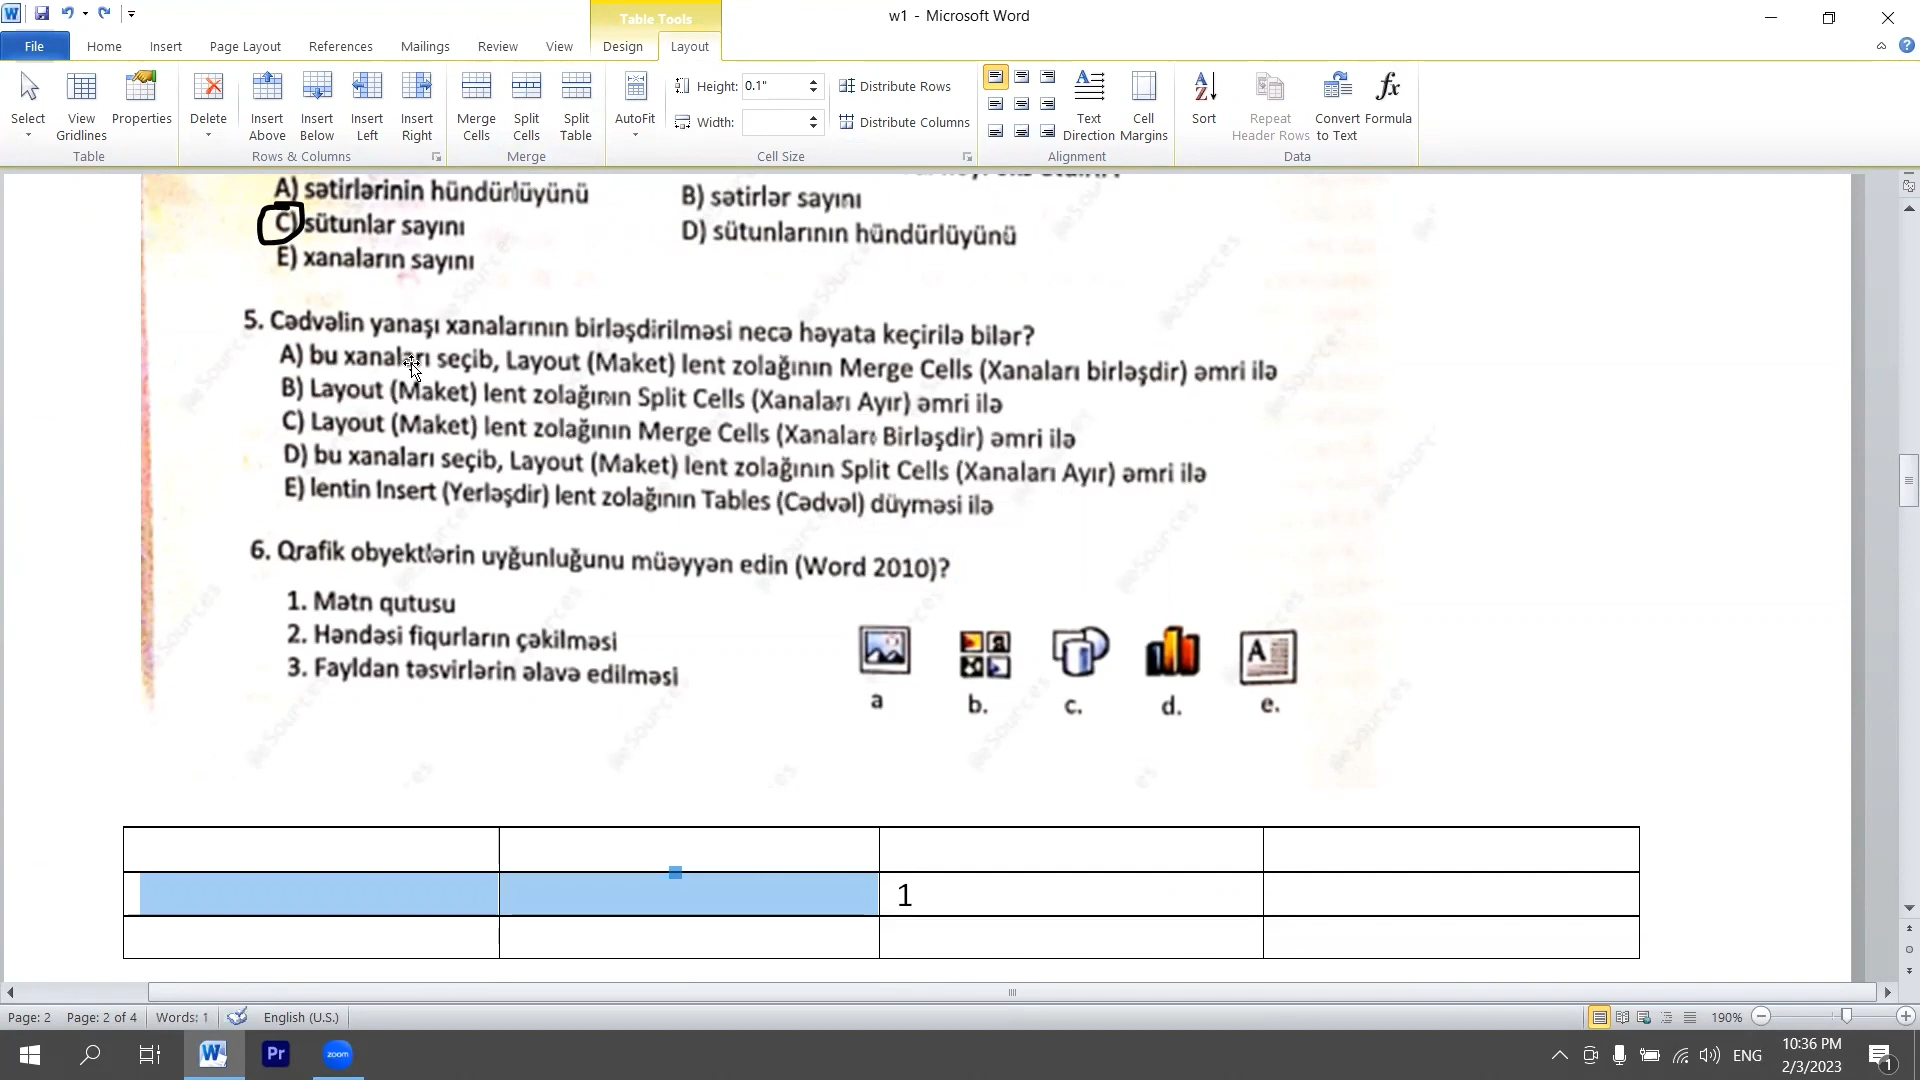 w1 - Microsoft Word
Table Tools
File Home Insert Page Layout References Mailings Review View Design Layout
Select
View Gridlines
Properties
Table
Delete
Insert Above
Insert Below
Insert Left
Insert Right
Rows & Columns
Merge Cells
Split Cells
Split Table
Merge
AutoFit
Height: 0.1"
Width:
Distribute Rows
Distribute Columns
Cell Size
Text Direction
Cell Margins
Alignment
Sort
Repeat Header Rows
Convert to Text
Formula
Data
A) sətirlərinin hündürlüyünü B) sətirlər sayını
C) sütunlar sayını D) sütunlarının hündürlüyünü
E) xanaların sayını
5. Cədvəlin yanaşı xanalarının birləşdirilməsi necə həyata keçirilə bilər?
A) bu xanaları seçib, Layout (Maket) lent zolağının Merge Cells (Xanaları birləşdir) əmri ilə
B) Layout (Maket) lent zolağının Split Cells (Xanaları Ayır) əmri ilə
C) Layout (Maket) lent zolağının Merge Cells (Xanaları Birləşdir) əmri ilə
D) bu xanaları seçib, Layout (Maket) lent zolağının Split Cells (Xanaları Ayır) əmri ilə
E) lentin Insert (Yerləşdir) lent zolağının Tables (Cədvəl) düyməsi ilə
6. Qrafik obyektlərin uyğunluğunu müəyyən edin (Word 2010)?
1. Mətn qutusu
2. Həndəsi fiqurların çəkilməsi
3. Fayldan təsvirlərin əlavə edilməsi
A
a b. c. d. e.
1
Page: 2 Page: 2 of 4 Words: 1 English (U.S.) 190%
W Pr zoom ENG
10:36 PM
2/3/2023
1